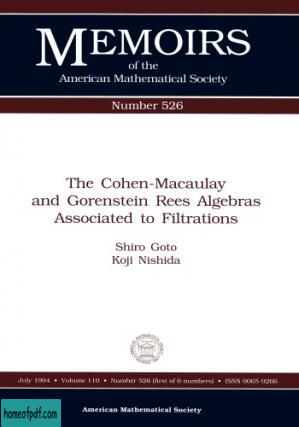 MEMOIRS
of the
American Mathematical Society
Number 526
The Cohen-Macaulay
and Gorenstein Rees Algebras
Associated to Filtrations
Shiro Goto
Koji Nishida
July 1994 • Volume 110 • Number 526 (first of 6 numbers) • ISSN 0065-9266
American Mathematical Society
homeofpdf.com